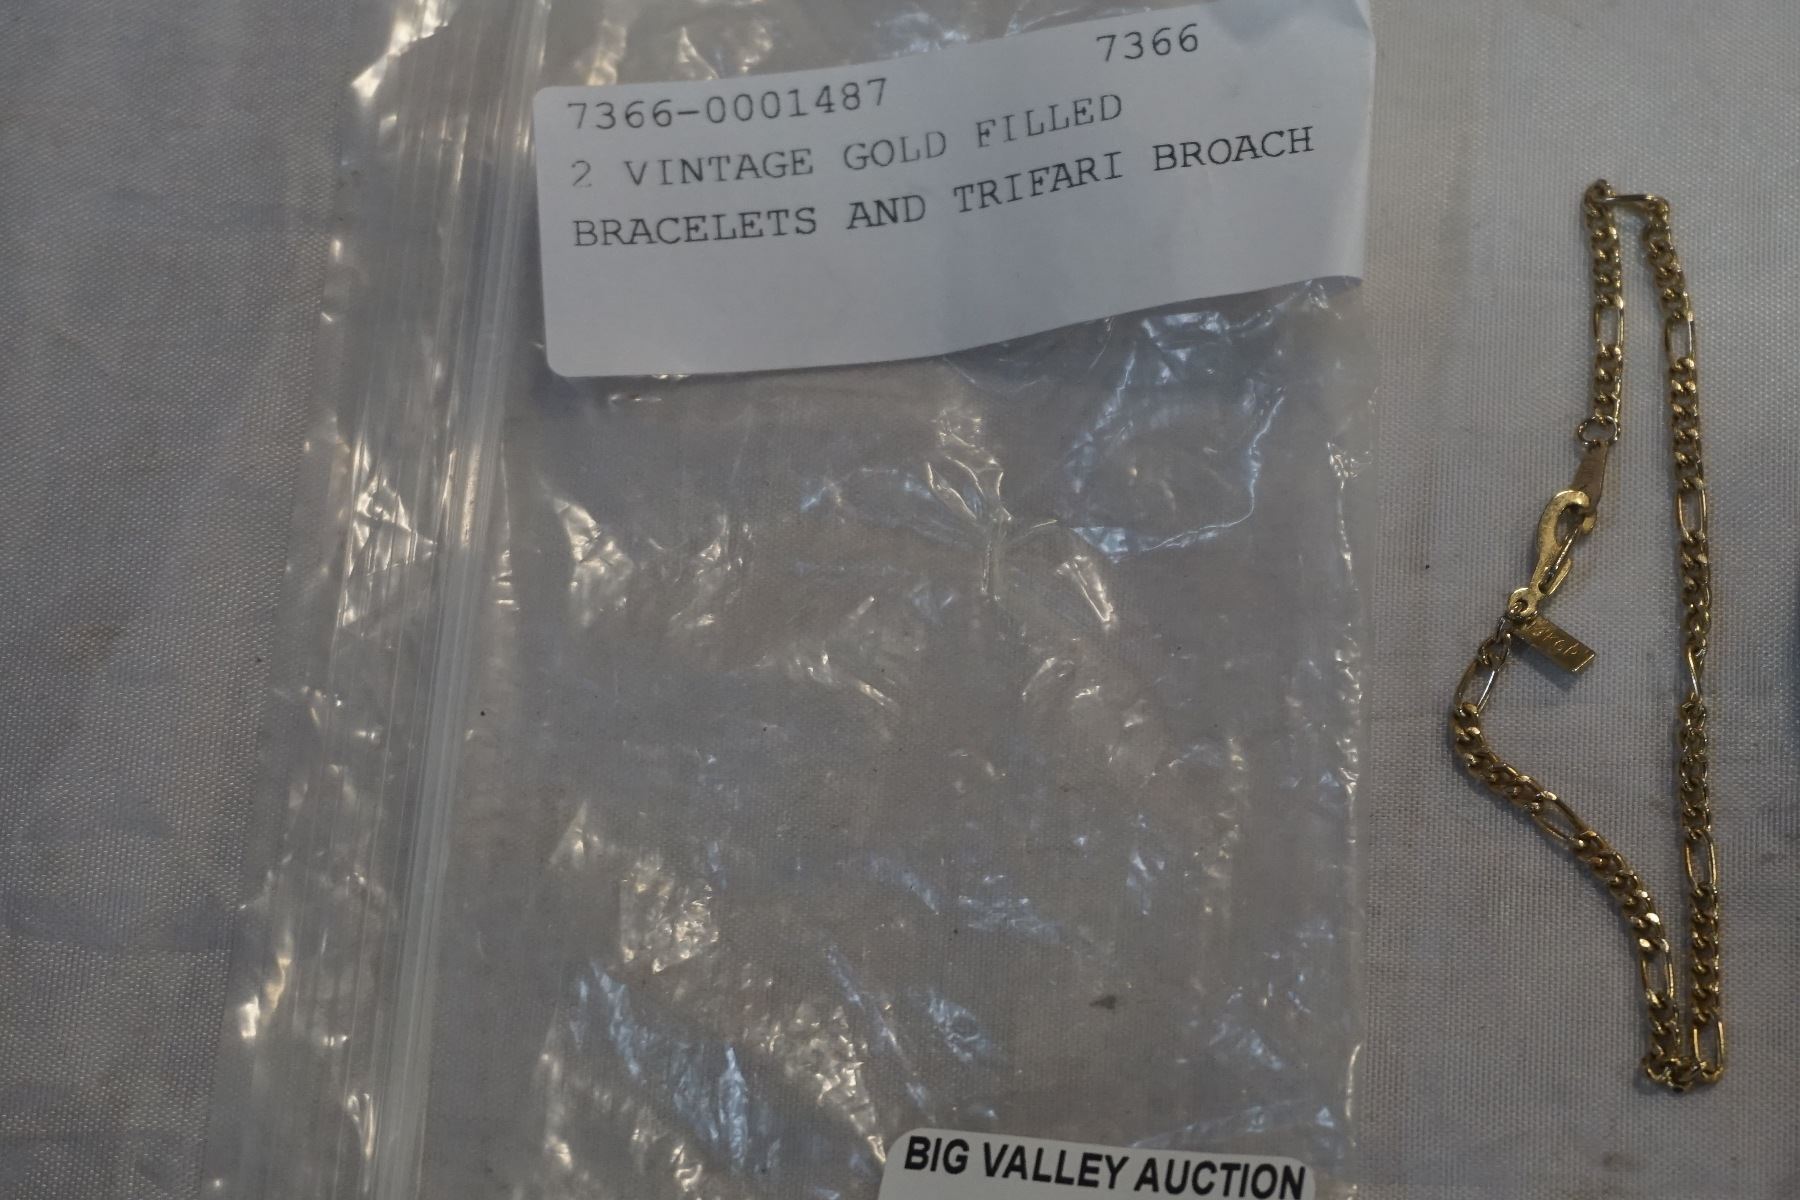 7366-0001487 7366
2 VINTAGE GOLD FILLED
BRACELETS AND TRIFARI BROACH
BIG VALLEY AUCTION